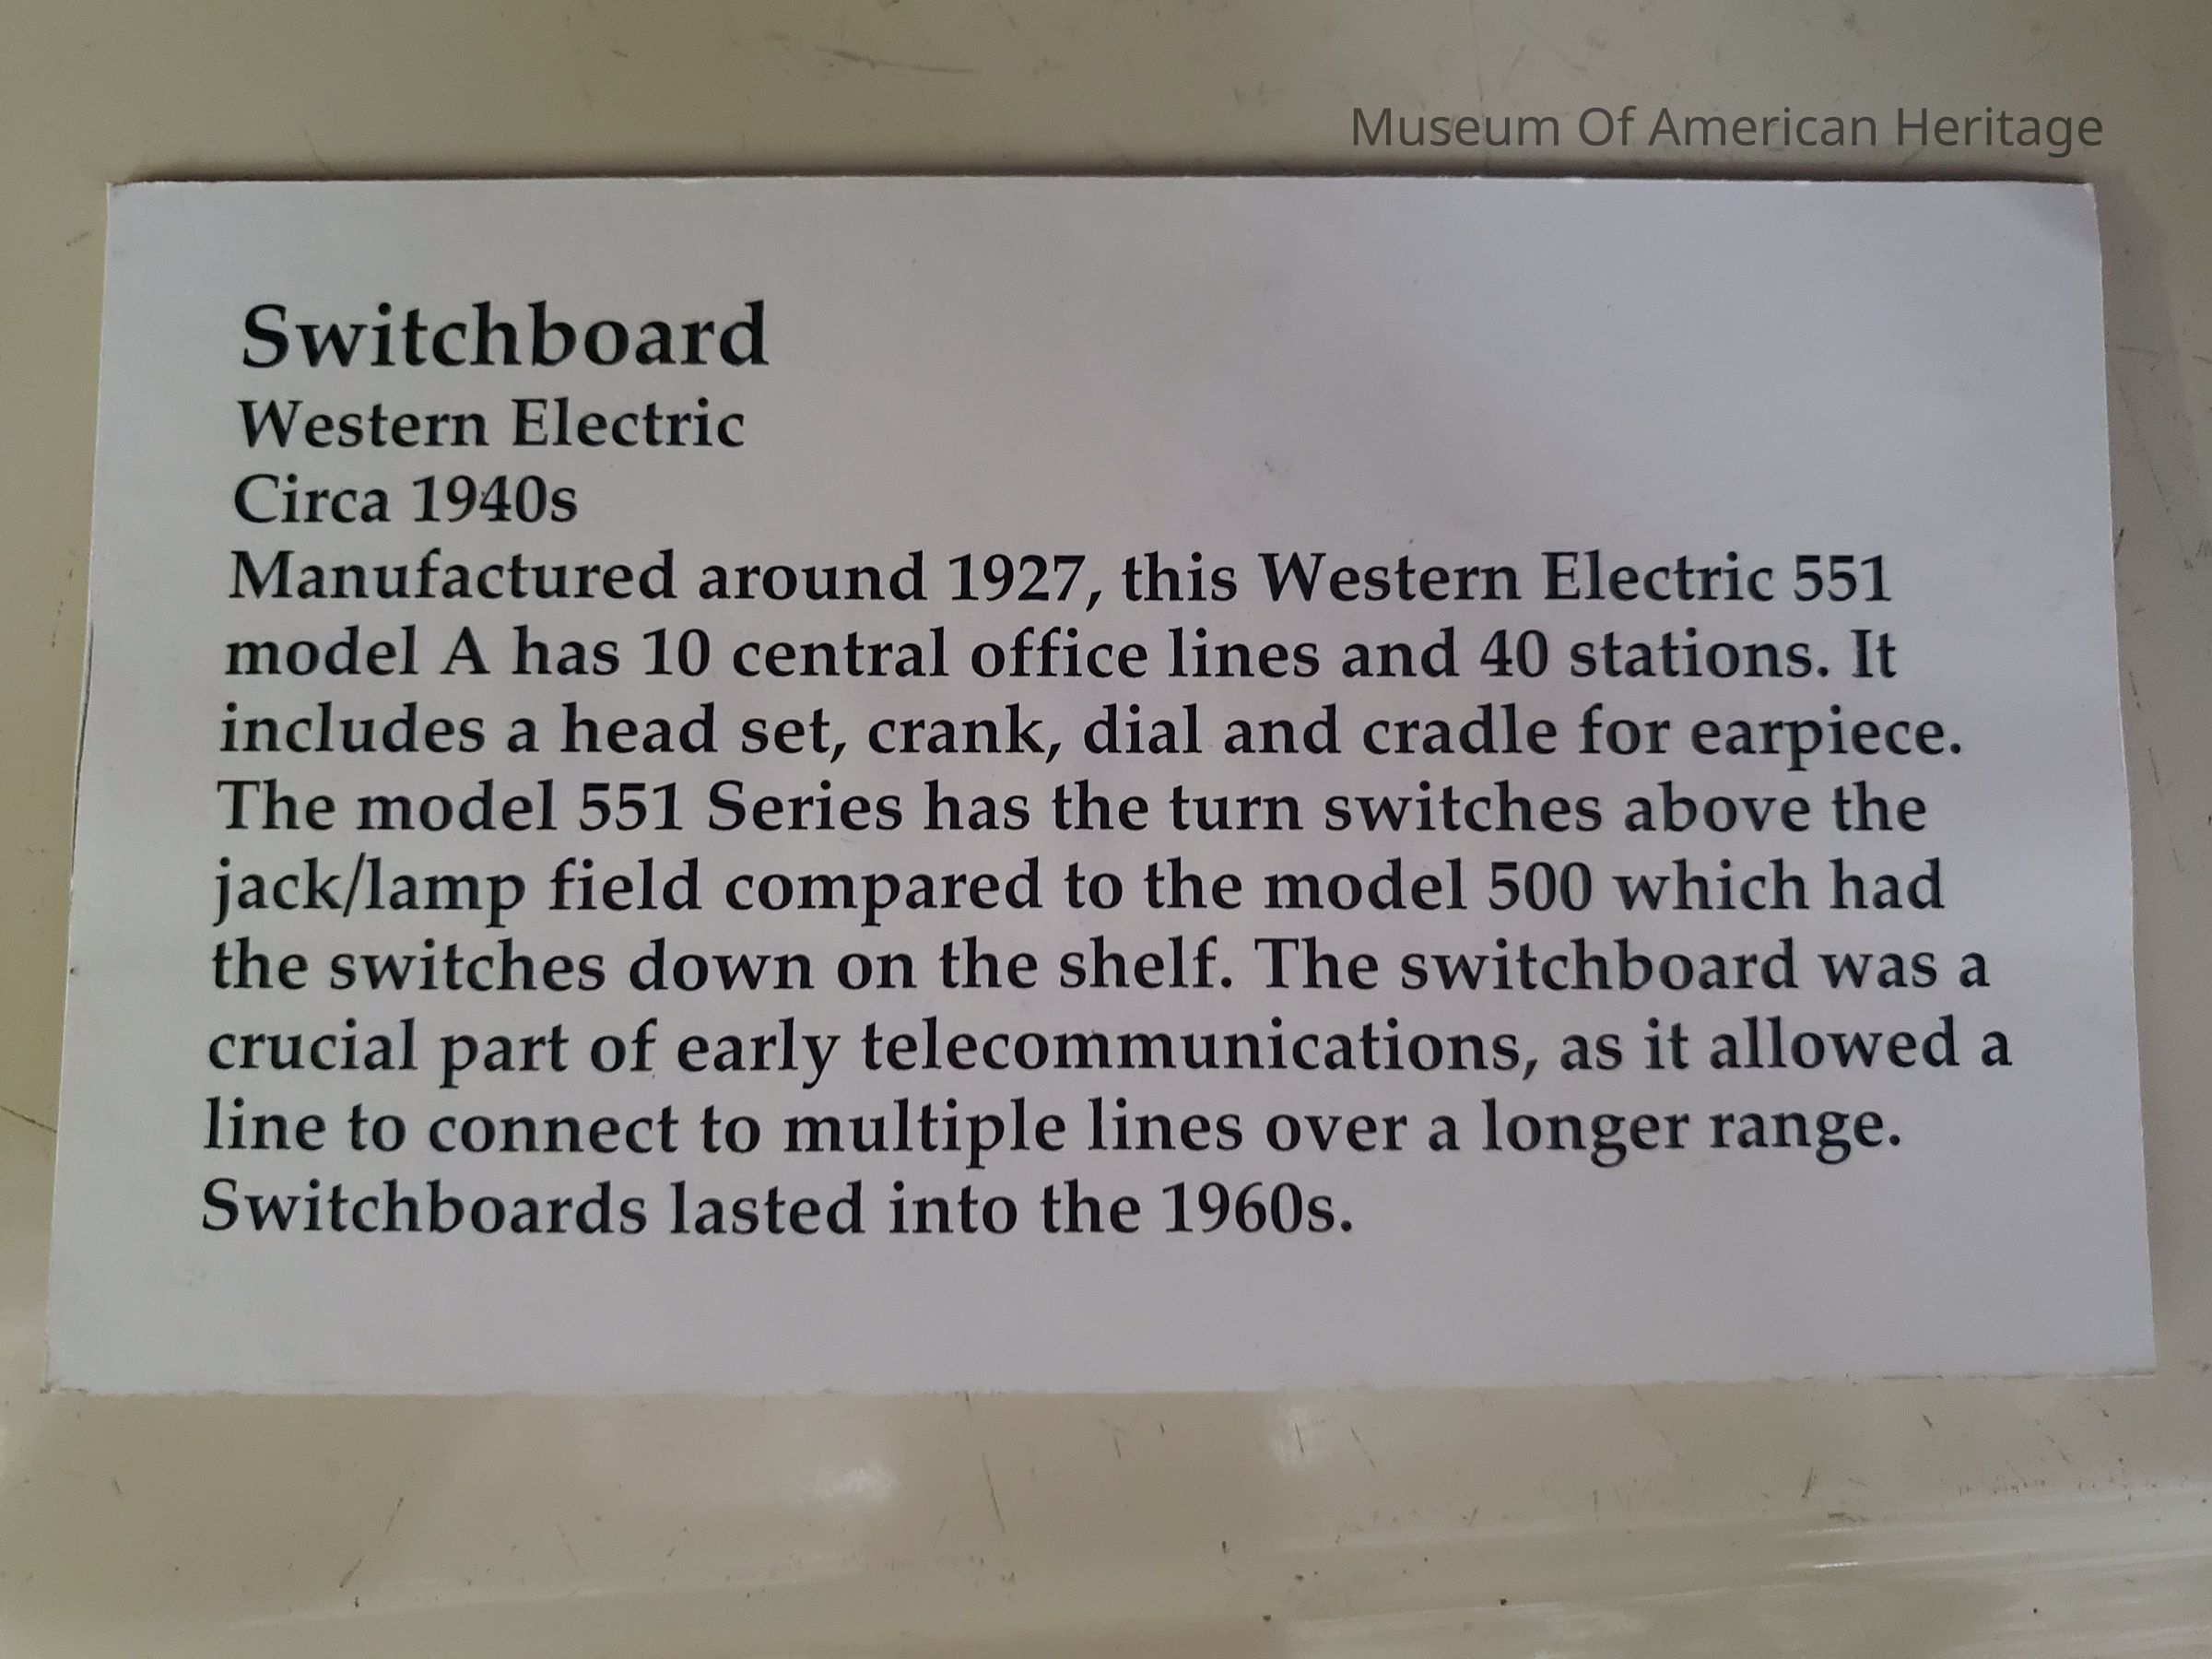 Museum Of American Heritage
Switchboard
Western Electric
Circa 1940s
Manufactured around 1927, this Western Electric 551
model A has 10 central office lines and 40 stations. It
includes a head set, crank, dial and cradle for earpiece.
The model 551 Series has the turn switches above the
jack/lamp field compared to the model 500 which had
the switches down on the shelf. The switchboard was a
crucial part of early telecommunications, as it allowed a
line to connect to multiple lines over a longer range.
Switchboards lasted into the 1960s.